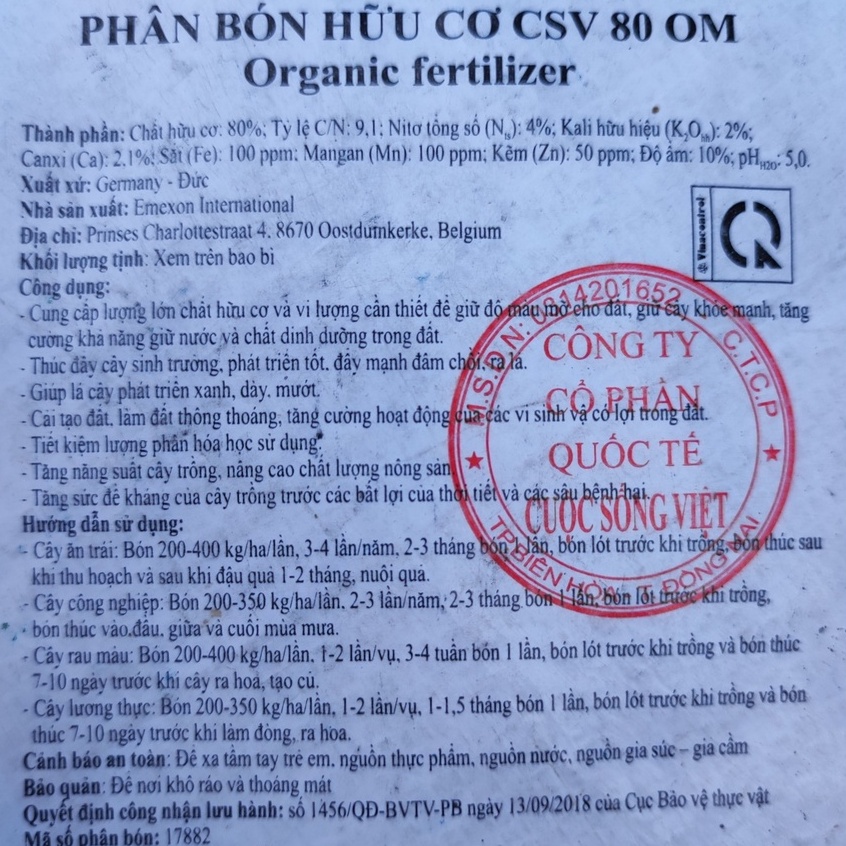 PHÂN BÓN HỮU CƠ CSV 80 OM
Organic fertilizer
Thành phần: Chất hữu cơ: 80%; Tỷ lệ C/N: 9,1; Nitơ tổng số (Nts): 4%; Kali hữu hiệu (K2Ohh): 2%;
Canxi (Ca): 2,1%; Sắt (Fe): 100 ppm; Mangan (Mn): 100 ppm; Kẽm (Zn): 50 ppm; Độ ẩm: 10%; pHH2O: 5,0.
Xuất xứ: Germany - Đức
Nhà sản xuất: Emexon International
Địa chỉ: Prinses Charlottestraat 4, 8670 Oostduinkerke, Belgium
Khối lượng tịnh: Xem trên bao bì
Vinacontrol
Công dụng:
- Cung cấp lượng lớn chất hữu cơ và vi lượng cần thiết để giữ độ màu mỡ cho đất, giữ cây khỏe mạnh, tăng
cường khả năng giữ nước và chất dinh dưỡng trong đất.
- Thúc đẩy cây sinh trưởng, phát triển tốt, đẩy mạnh đâm chồi, ra lá.
- Giúp lá cây phát triển xanh, dày, mướt.
- Cải tạo đất, làm đất thông thoáng; tăng cường hoạt động của các vi sinh vậ có lợi trong đất.
- Tiết kiệm lượng phân hóa học sử dụng.
- Tăng năng suất cây trồng, nâng cao chất lượng nông sản
- Tăng sức đề kháng của cây trồng trước các bất lợi của thời tiết và các sâu bệnh hại.
Hướng dẫn sử dụng:
- Cây ăn trái: Bón 200-400 kg/ha/lần, 3-4 lần/năm, 2-3 tháng bón 1 lần, bón lót trước khi trồng, bón thúc sau
khi thu hoạch và sau khi đậu quả 1-2 tháng, nuôi quả.
- Cây công nghiệp: Bón 200-350 kg/ha/lần, 2-3 lần/năm, 2-3 tháng bón 1 lần, bón lót trước khi trồng,
bón thúc vào đầu, giữa và cuối mùa mưa.
- Cây rau màu: Bón 200-400 kg/ha/lần, 1-2 lần/vụ, 3-4 tuần bón 1 lần, bón lót trước khi trồng và bón thúc
7-10 ngày trước khi cây ra hoa, tạo củ.
- Cây lương thực: Bón 200-350 kg/ha/lần, 1-2 lần/vụ, 1-1,5 tháng bón 1 lần, bón lót trước khi trồng và bón
thúc 7-10 ngày trước khi làm đòng, ra hoa.
Cảnh báo an toàn: Để xa tầm tay trẻ em, nguồn thực phẩm, nguồn nước, nguồn gia súc – gia cầm
Bảo quản: Để nơi khô ráo và thoáng mát
Quyết định công nhận lưu hành: số 1456/QĐ-BVTV-PB ngày 13/09/2018 của Cục Bảo vệ thực vật
Mã số phân bón: 17882
M.S.D.N: 0314201652
C.T.C.P
CÔNG TY
CỔ PHẦN
QUỐC TẾ
CUỘC SỐNG VIỆT
TP.BIÊN HÒA - T. ĐỒNG NAI